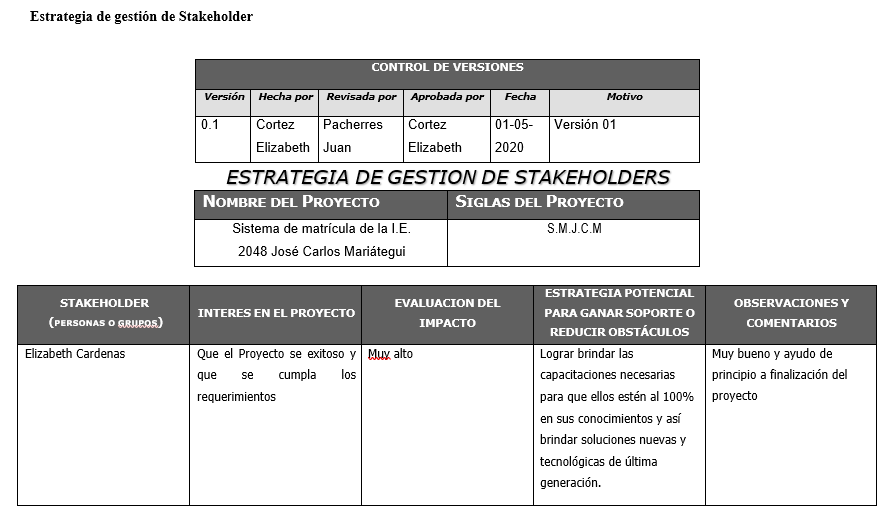 Estrategia de gestión de Stakeholder
CONTROL DE VERSIONES
Versión Hecha por Revisada por Aprobada por Fecha Motivo
0.1 Cortez Pacherres Cortez 01-05- Versión 01
Elizabeth Juan Elizabeth 2020
ESTRATEGIA DE GESTION DE STAKEHOLDERS
NOMBRE DEL PROYECTO SIGLAS DEL PROYECTO
Sistema de matrícula de la I.E. S.M.J.C.M
2048 José Carlos Mariátegui
STAKEHOLDER
(PERSONAS O GRUPOS)
INTERES EN EL PROYECTO
EVALUACION DEL
IMPACTO
ESTRATEGIA POTENCIAL
PARA GANAR SOPORTE O
REDUCIR OBSTÁCULOS
OBSERVACIONES Y
COMENTARIOS
Elizabeth Cardenas
Que el Proyecto se exitoso y
que se cumpla los
requerimientos
Muy alto
Lograr brindar las
capacitaciones necesarias
para que ellos estén al 100%
en sus conocimientos y así
brindar soluciones nuevas y
tecnológicas de última
generación.
Muy bueno y ayudo de
principio a finalización del
proyecto